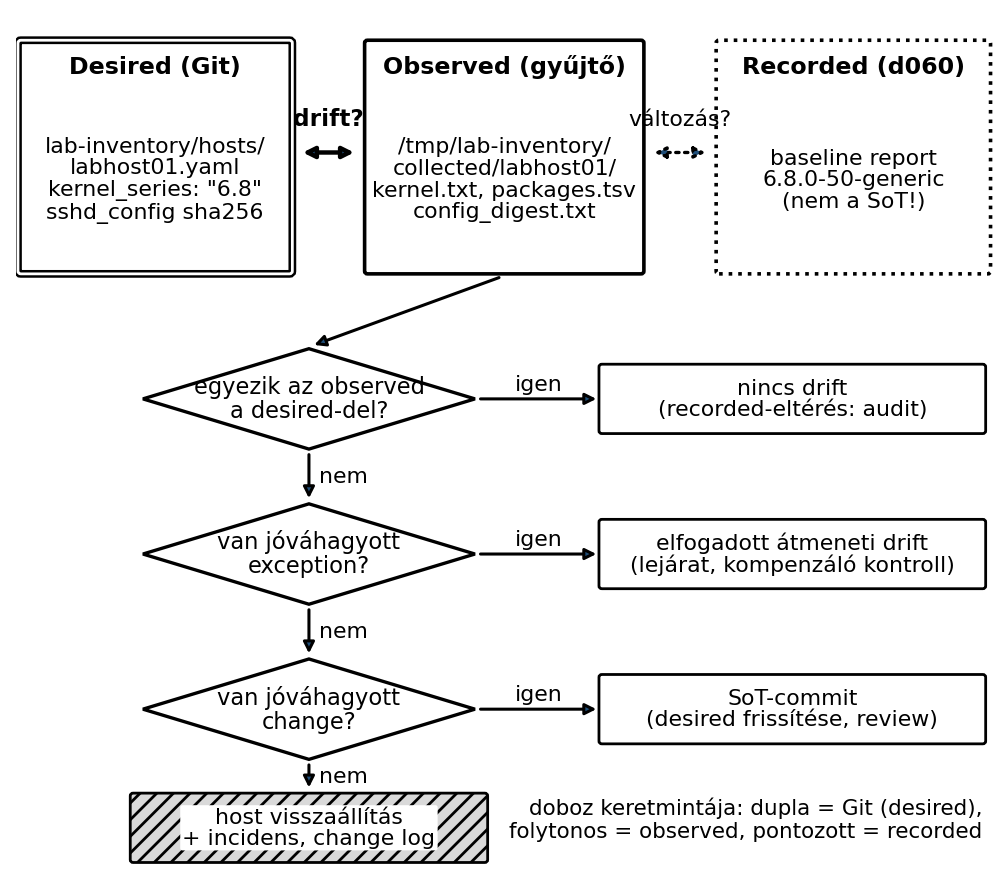 Desired (Git)
lab-inventory/hosts/
labhost01.yaml
kernel_series: "6.8"
sshd_config sha256
drift?
Observed (gyűjtő)
/tmp/lab-inventory/
collected/labhost01/
kernel.txt, packages.tsv
config_digest.txt
változás?
Recorded (d060)
baseline report
6.8.0-50-generic
(nem a SoT!)
egyezik az observed
a desired-del?
igen
nincs drift
(recorded-eltérés: audit)
nem
van jóváhagyott
exception?
igen
elfogadott átmeneti drift
(lejárat, kompenzáló kontroll)
nem
van jóváhagyott
change?
igen
SoT-commit
(desired frissítése, review)
nem
host visszaállítás
+ incidens, change log
doboz keretmintája: dupla = Git (desired),
folytonos = observed, pontozott = recorded